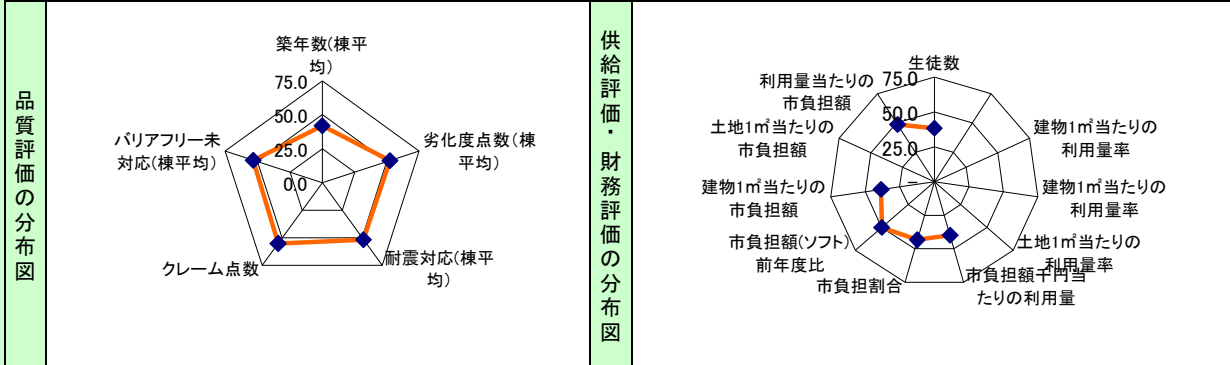 品質評価の分布図
築年数(棟平
均)
75.0
50.0
25.0
0.0
劣化度点数(棟
平均)
耐震対応(棟平
均)
クレーム点数
バリアフリー未
対応(棟平均)
供給評価・財務評価の分布図
生徒数
75.0
50.0
25.0
-
建物1㎡当たりの
利用量率
建物1㎡当たりの
利用量率
土地1㎡当たりの
利用量率
市負担額千円当
たりの利用量
市負担割合
市負担額(ソフト)
前年度比
建物1㎡当たりの
市負担額
土地1㎡当たりの
市負担額
利用量当たりの
市負担額